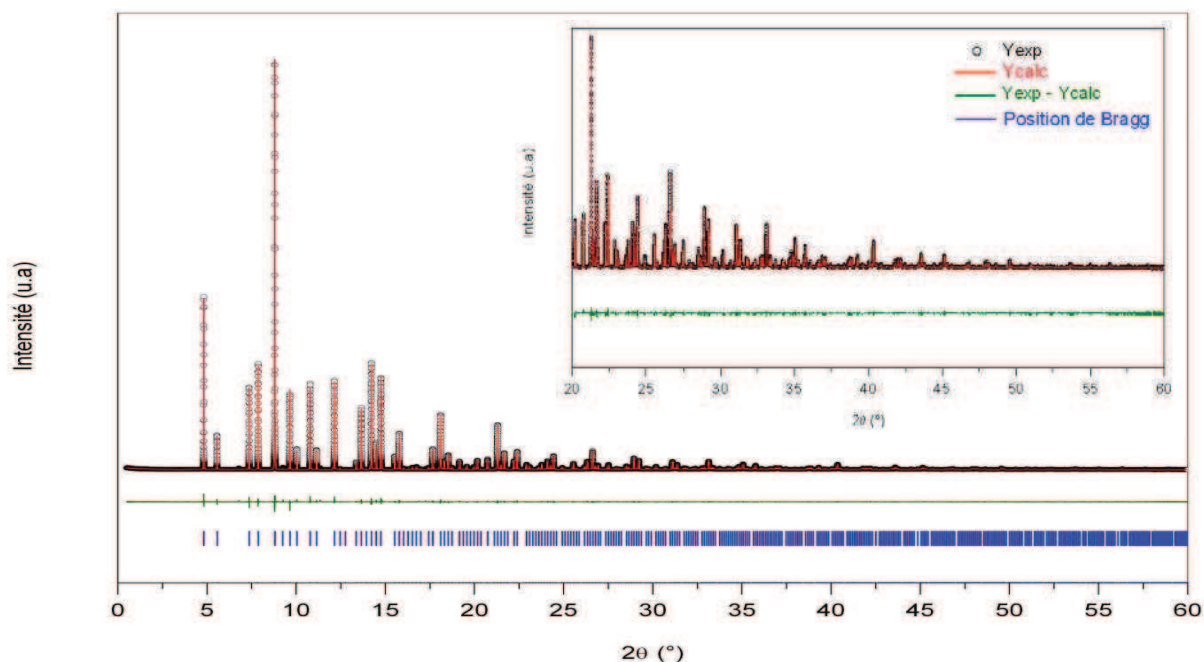 Yexp
Ycalc
Yexp - Ycalc
Position de Bragg
Intensité (u.a)
20 25 30 35 40 45 50 55 60
2θ (°)
Intensité (u.a)
0 5 10 15 20 25 30 35 40 45 50 55 60
2θ (°)